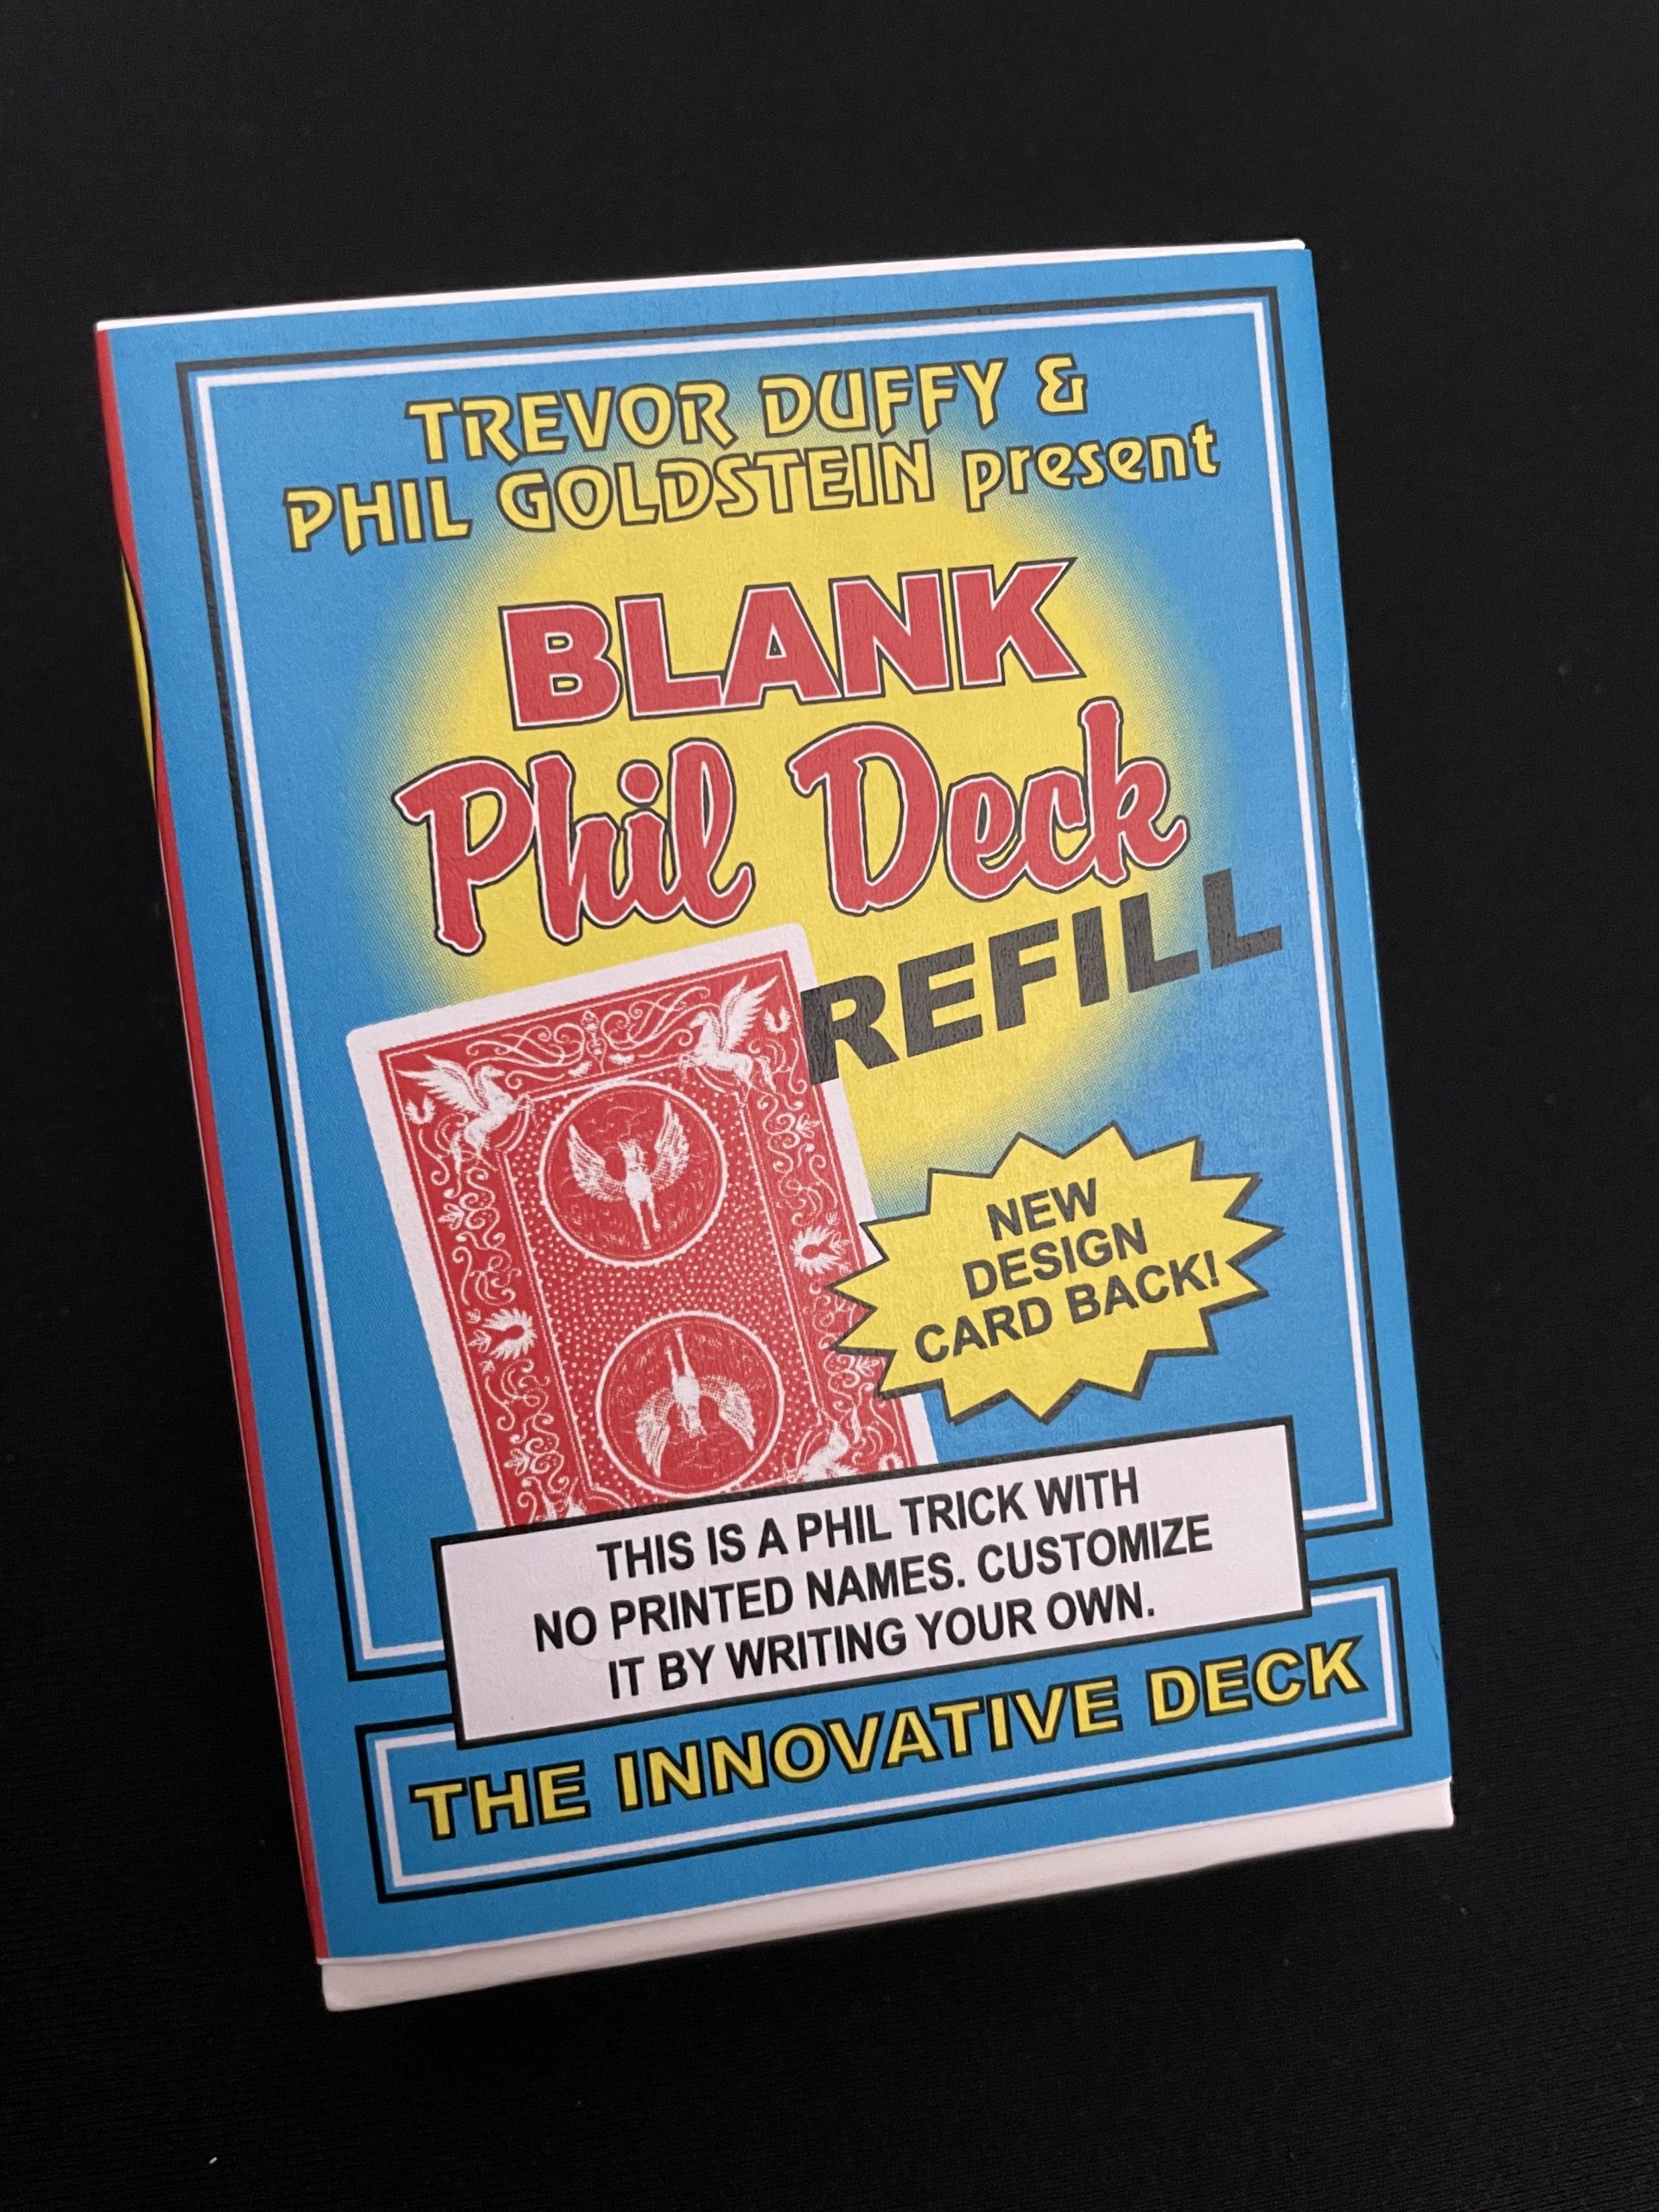 TREVOR DUFFY &
PHIL GOLDSTEIN present
BLANK
Phil Deck
REFILL
NEW
DESIGN
CARD BACK!
THIS IS A PHIL TRICK WITH
NO PRINTED NAMES. CUSTOMIZE
IT BY WRITING YOUR OWN.
THE INNOVATIVE DECK